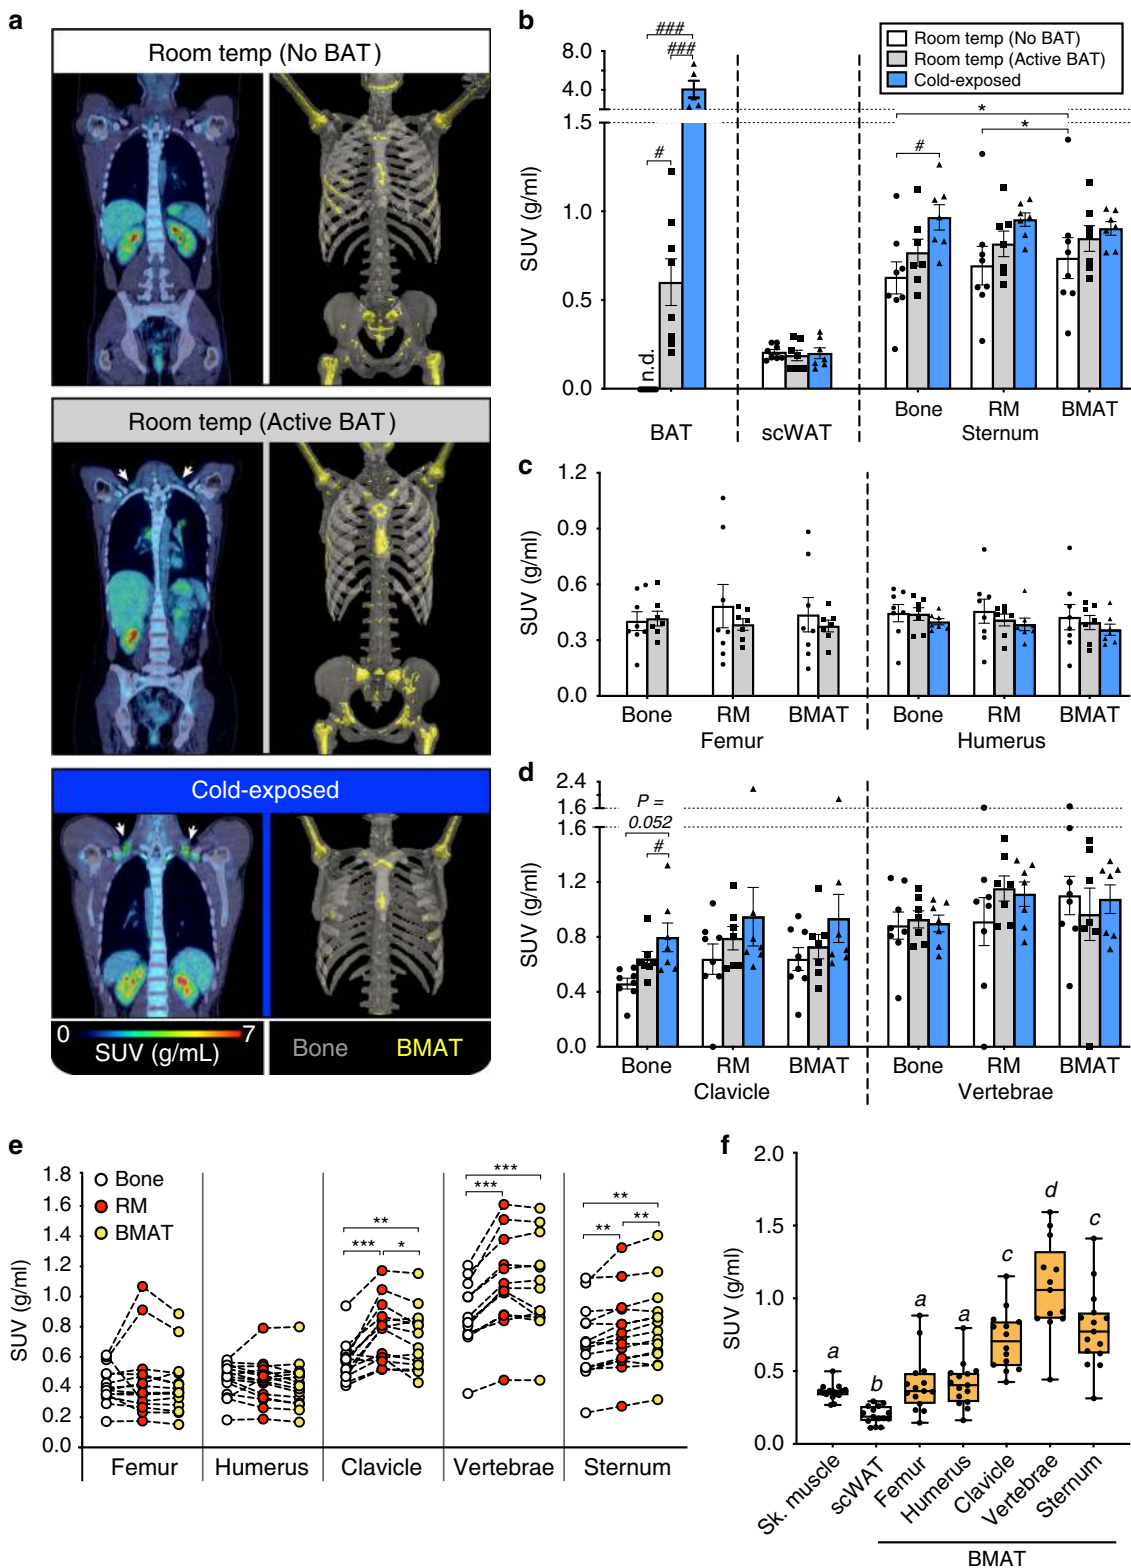 a
Room temp (No BAT)
Room temp (Active BAT)
Cold-exposed
0
7
SUV (g/mL)
Bone
BMAT
b
Room temp (No BAT)
Room temp (Active BAT)
Cold-exposed
SUV (g/ml)
8.0
4.0
1.5
1.0
0.5
0.0
###
###
#
n.d.
#
*
*
Bone
RM
BMAT
BAT
scWAT
Sternum
c
SUV (g/ml)
1.2
0.9
0.6
0.3
0.0
Bone
RM
BMAT
Bone
RM
BMAT
Femur
Humerus
d
SUV (g/ml)
2.4
1.6
1.6
1.2
0.8
0.4
0.0
P =
0.052
#
Bone
RM
BMAT
Bone
RM
BMAT
Clavicle
Vertebrae
e
SUV (g/ml)
1.8
1.6
1.4
1.2
1.0
0.8
0.6
0.4
0.2
0.0
Bone
RM
BMAT
**
***
*
***
***
**
**
**
Femur
Humerus
Clavicle
Vertebrae
Sternum
f
SUV (g/ml)
2.0
1.5
1.0
0.5
0.0
a
b
a
a
c
d
c
Sk. muscle
scWAT
Femur
Humerus
Clavicle
Vertebrae
Sternum
BMAT